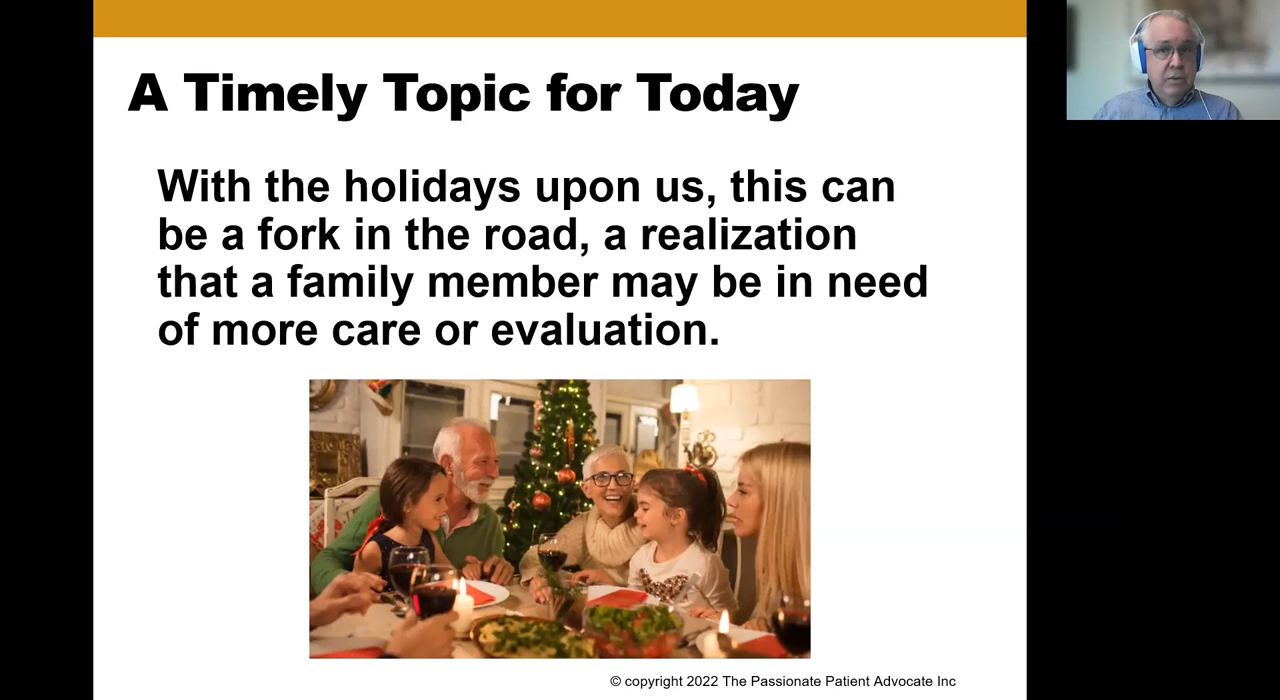 A Timely Topic for Today
With the holidays upon us, this can
be a fork in the road, a realization
that a family member may be in need
of more care or evaluation.
© copyright 2022 The Passionate Patient Advocate Inc